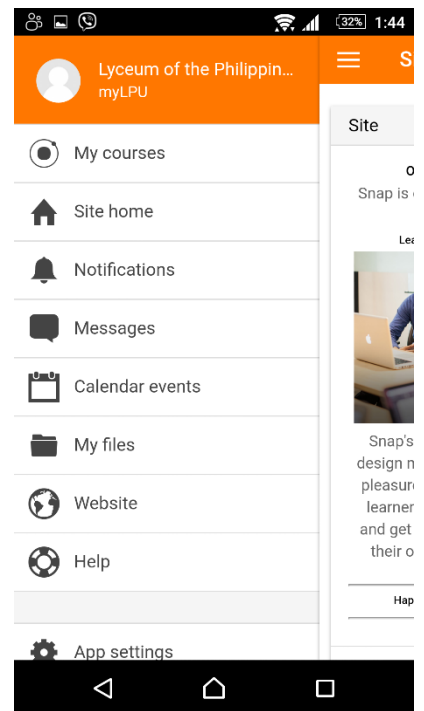 32% 1:44
Lyceum of the Philippin...
myLPU
My courses
Site home
Notifications
Messages
Calendar events
My files
Website
Help
App settings
S
Site
O
Snap is
Lea
Snap's
design n
pleasure
learner
and get
their o
Hap